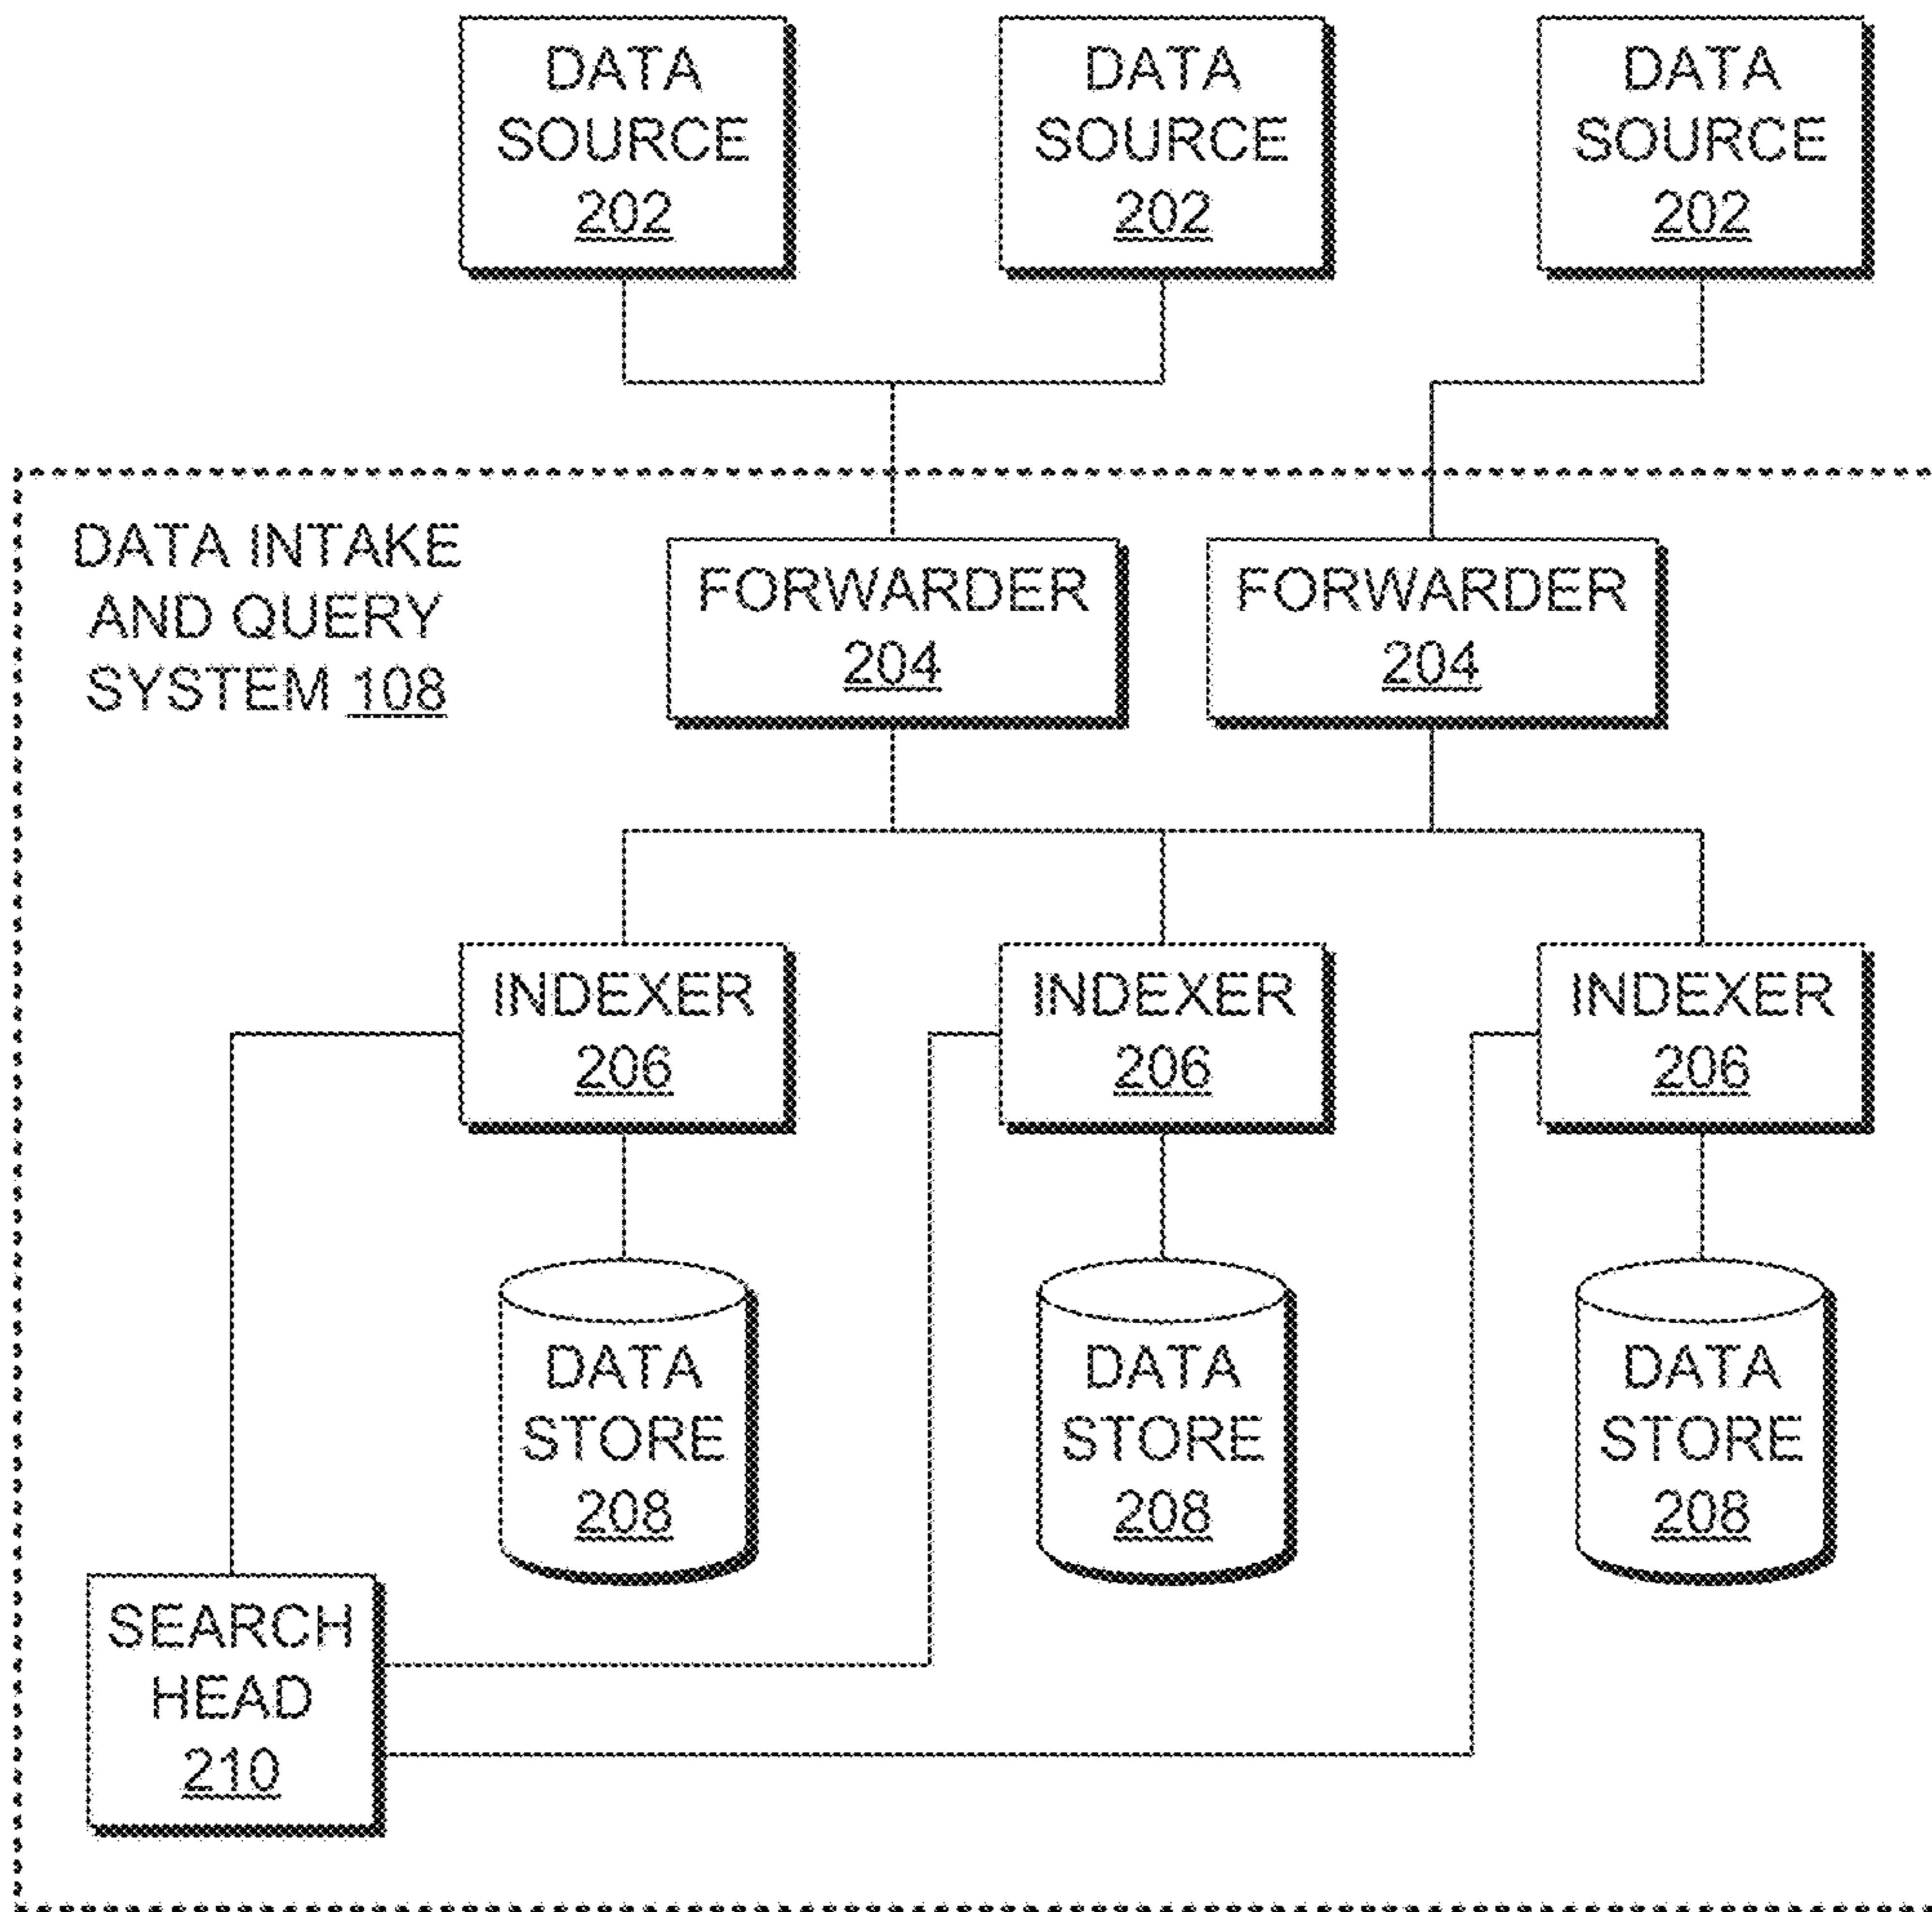 DATA
SOURCE
202
DATA
SOURCE
202
DATA
SOURCE
202
DATA INTAKE
AND QUERY
SYSTEM 108
FORWARDER
204
FORWARDER
204
INDEXER
206
INDEXER
206
INDEXER
206
DATA
STORE
208
DATA
STORE
208
DATA
STORE
208
SEARCH
HEAD
210